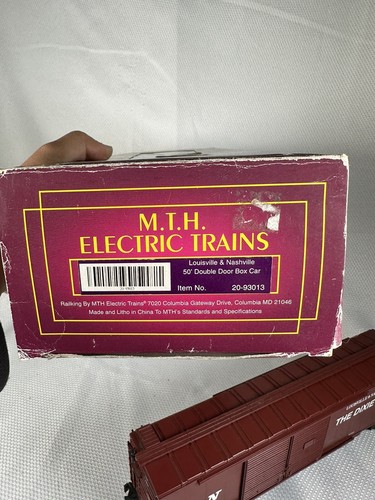 M.T.H.
ELECTRIC TRAINS
Louisville & Nashville
50' Double Door Box Car
Item No. 20-93013
Railking By MTH Electric Trains® 7020 Columbia Gateway Drive, Columbia MD 21046
Made and Litho in China To MTH's Standards and Specifications
THE DIXIE
N